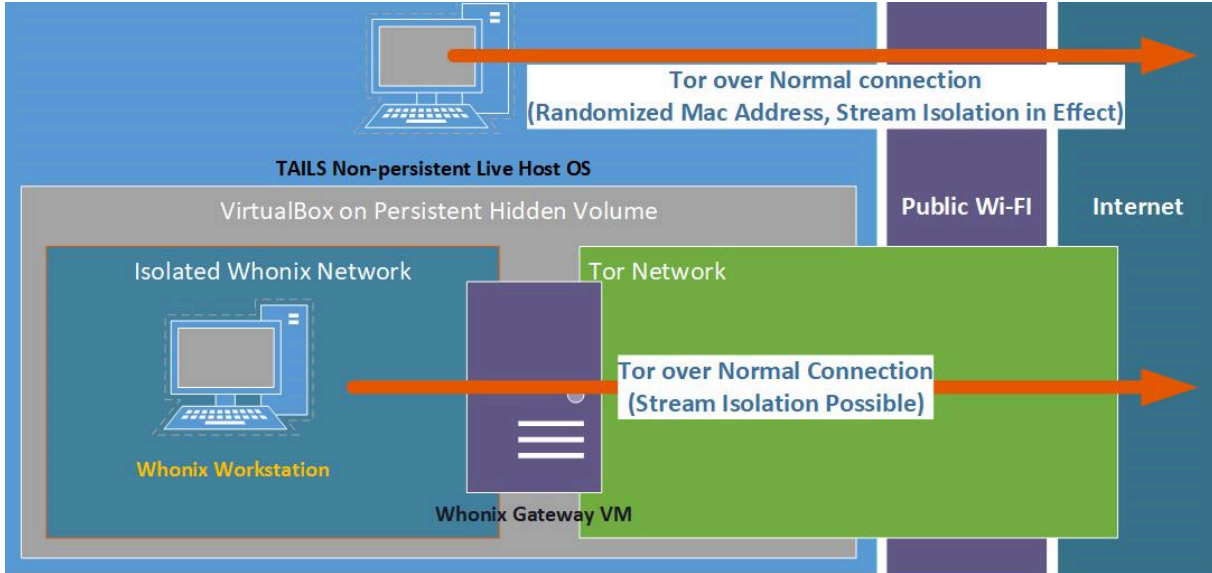 Tor over Normal connection
(Randomized Mac Address, Stream Isolation in Effect)
TAILS Non-persistent Live Host OS
VirtualBox on Persistent Hidden Volume
Public Wi-FI
Internet
Isolated Whonix Network
Tor Network
Tor over Normal Connection
(Stream Isolation Possible)
Whonix Workstation
Whonix Gateway VM